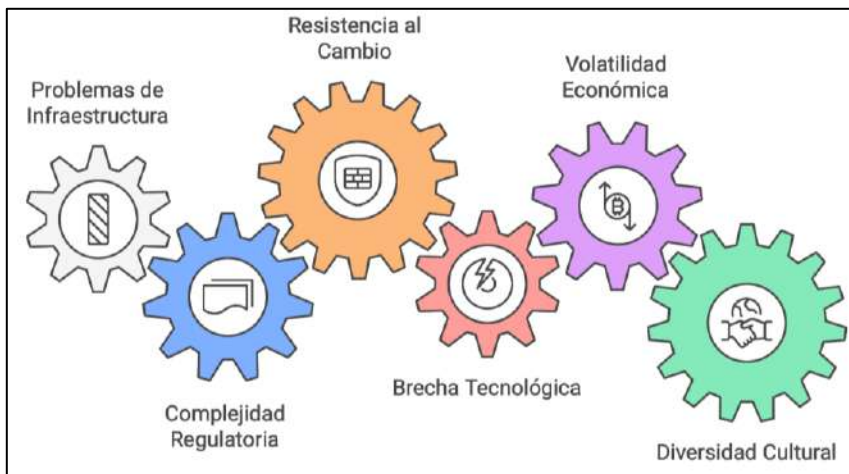 Problemas de
Infraestructura
Complejidad
Regulatoria
Resistencia al
Cambio
Brecha Tecnológica
Volatilidad
Económica
Diversidad Cultural